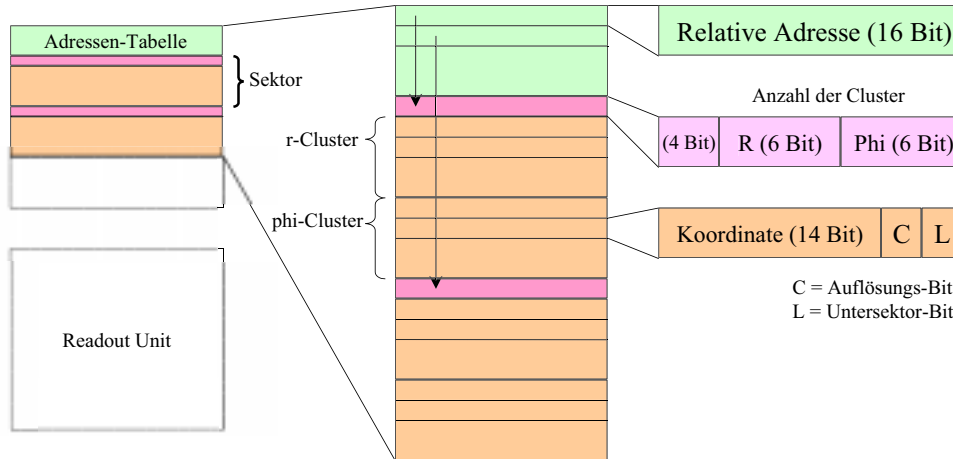 Adressen-Tabelle
Sektor
Readout Unit
r-Cluster
phi-Cluster
Relative Adresse (16 Bit)
Anzahl der Cluster
(4 Bit) R (6 Bit) Phi (6 Bit)
Koordinate (14 Bit) C L
C = Auflösungs-Bit
L = Untersektor-Bit